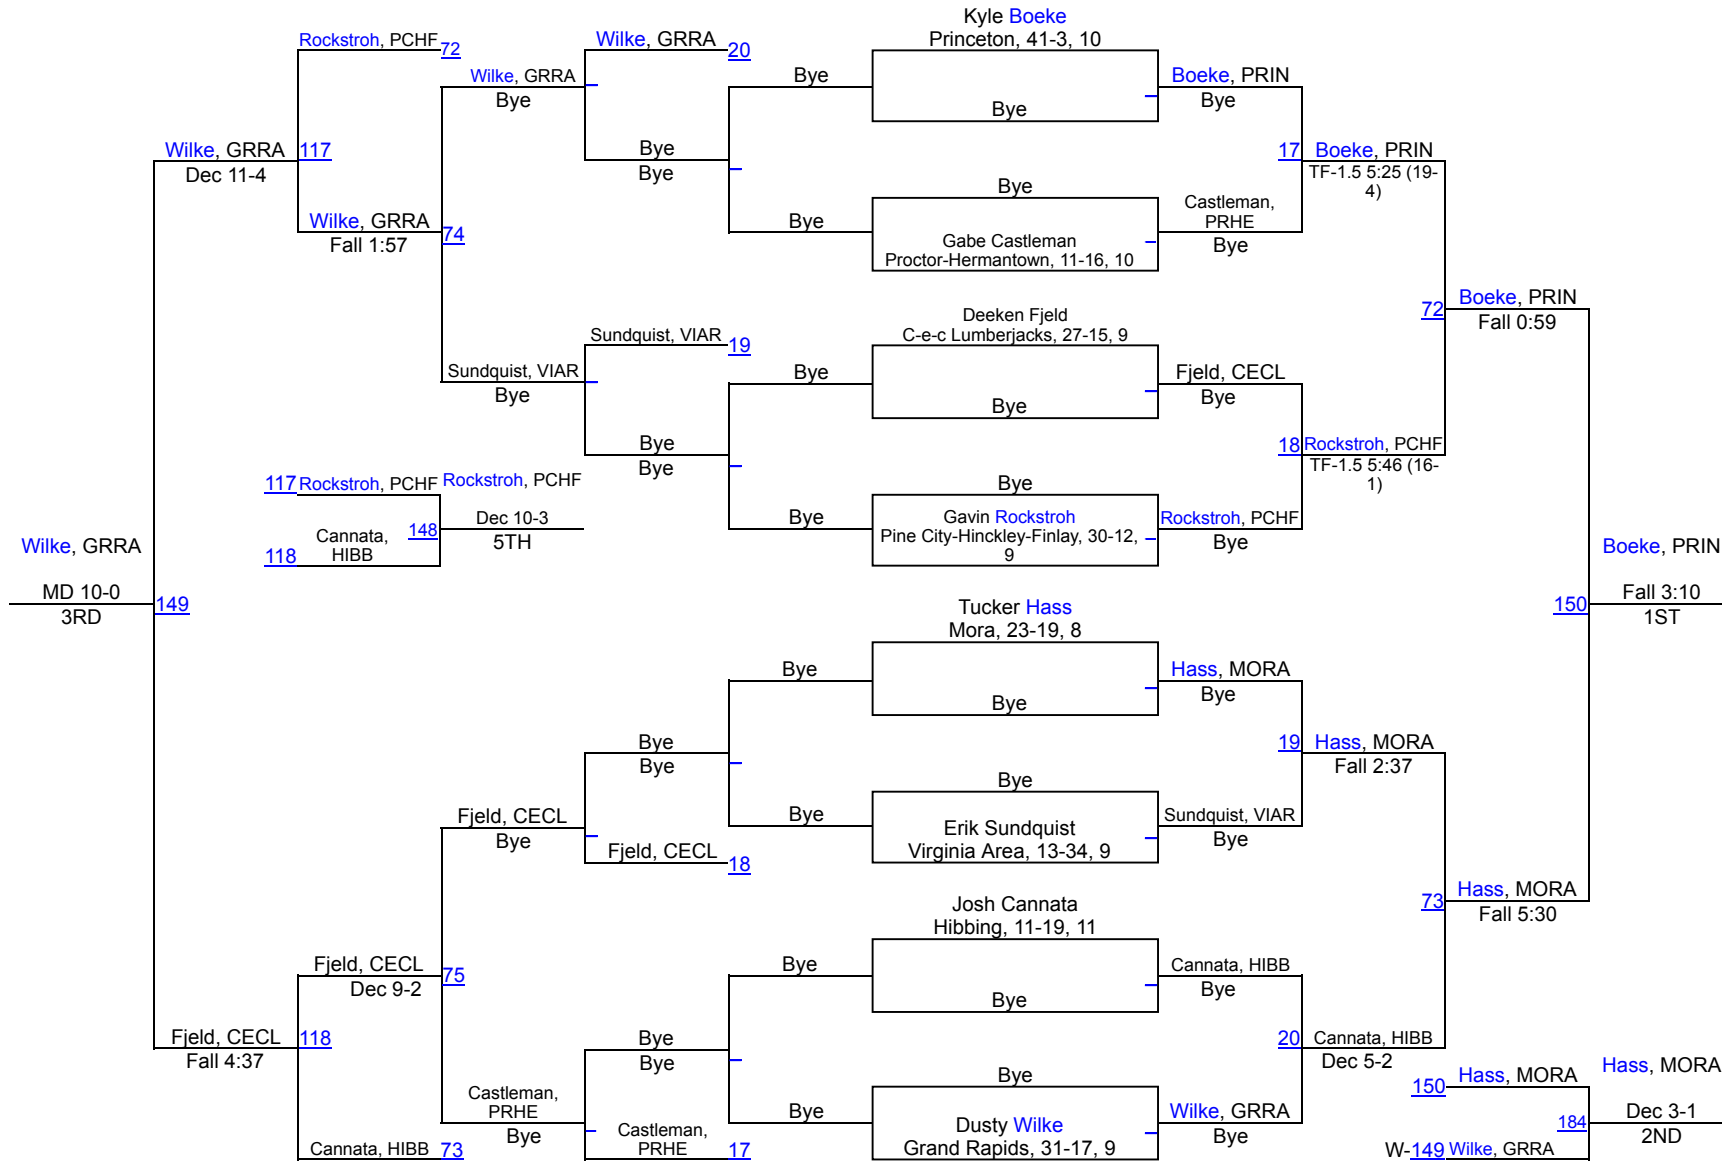 Kyle Boeke
Princeton, 41-3, 10
Rockstroh, PCHF 72
Wilke, GRRA 20
Wilke, GRRA
Bye
Bye
Bye
Boeke, PRIN
Bye
Wilke, GRRA 117
Dec 11-4
Bye
Bye
17 Boeke, PRIN
TF-1.5 5:25 (19-
4)
Wilke, GRRA
Fall 1:57
74
Bye
Bye
Gabe Castleman
Proctor-Hermantown, 11-16, 10
Castleman,
PRHE
Bye
72 Boeke, PRIN
Fall 0:59
Deeken Fjeld
C-e-c Lumberjacks, 27-15, 9
Sundquist, VIAR 19
Sundquist, VIAR
Bye
Bye
Bye
Fjeld, CECL
Bye
Bye
Bye
18 Rockstroh, PCHF
TF-1.5 5:46 (16-
1)
117 Rockstroh, PCHF Rockstroh, PCHF
Cannata,
HIBB
148
Dec 10-3
5TH
118
Bye
Bye
Gavin Rockstroh
Pine City-Hinckley-Finlay, 30-12,
9
Rockstroh, PCHF
Bye
Wilke, GRRA
MD 10-0
3RD
149
Boeke, PRIN
150 Fall 3:10
1ST
Tucker Hass
Mora, 23-19, 8
Bye
Bye
Hass, MORA
Bye
Bye
Bye
19 Hass, MORA
Fall 2:37
Fjeld, CECL
Bye
Fjeld, CECL 18
Bye
Bye
Erik Sundquist
Virginia Area, 13-34, 9
Sundquist, VIAR
Bye
73 Hass, MORA
Fall 5:30
Josh Cannata
Hibbing, 11-19, 11
Fjeld, CECL
Dec 9-2
75
Bye
Bye
Cannata, HIBB
Bye
Fjeld, CECL 118
Fall 4:37
Bye
Bye
20 Cannata, HIBB
Dec 5-2
Castleman,
PRHE
Bye
Castleman,
PRHE
17
Bye
Bye
Dusty Wilke
Grand Rapids, 31-17, 9
Wilke, GRRA
Bye
Cannata, HIBB 73
150 Hass, MORA
Hass, MORA
184 Dec 3-1
2ND
W-149 Wilke, GRRA